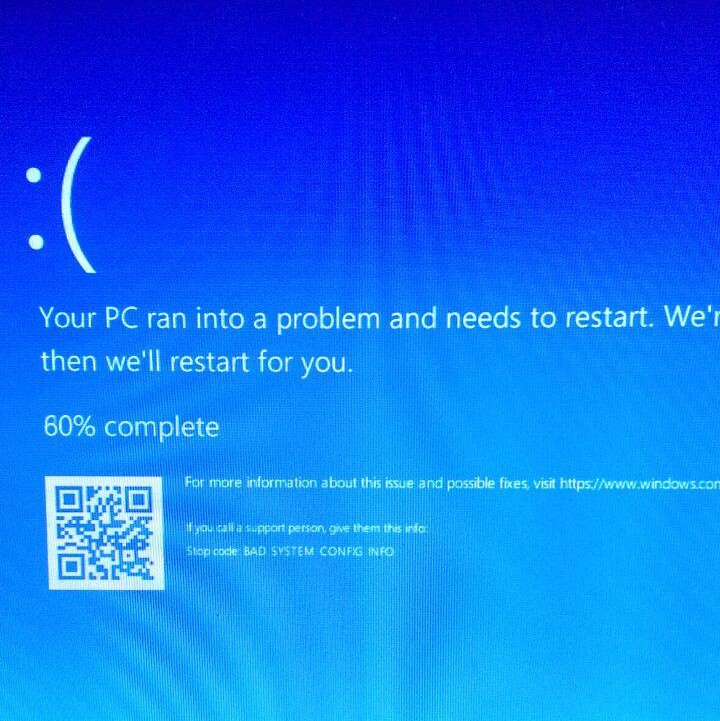 :(
Your PC ran into a problem and needs to restart. We'r
then we'll restart for you.
60% complete
For more information about this issue and possible fixes, visit https://www.windows.com
If you call a support person, give them this info:
Stop code: BAD SYSTEM CONFIG INFO